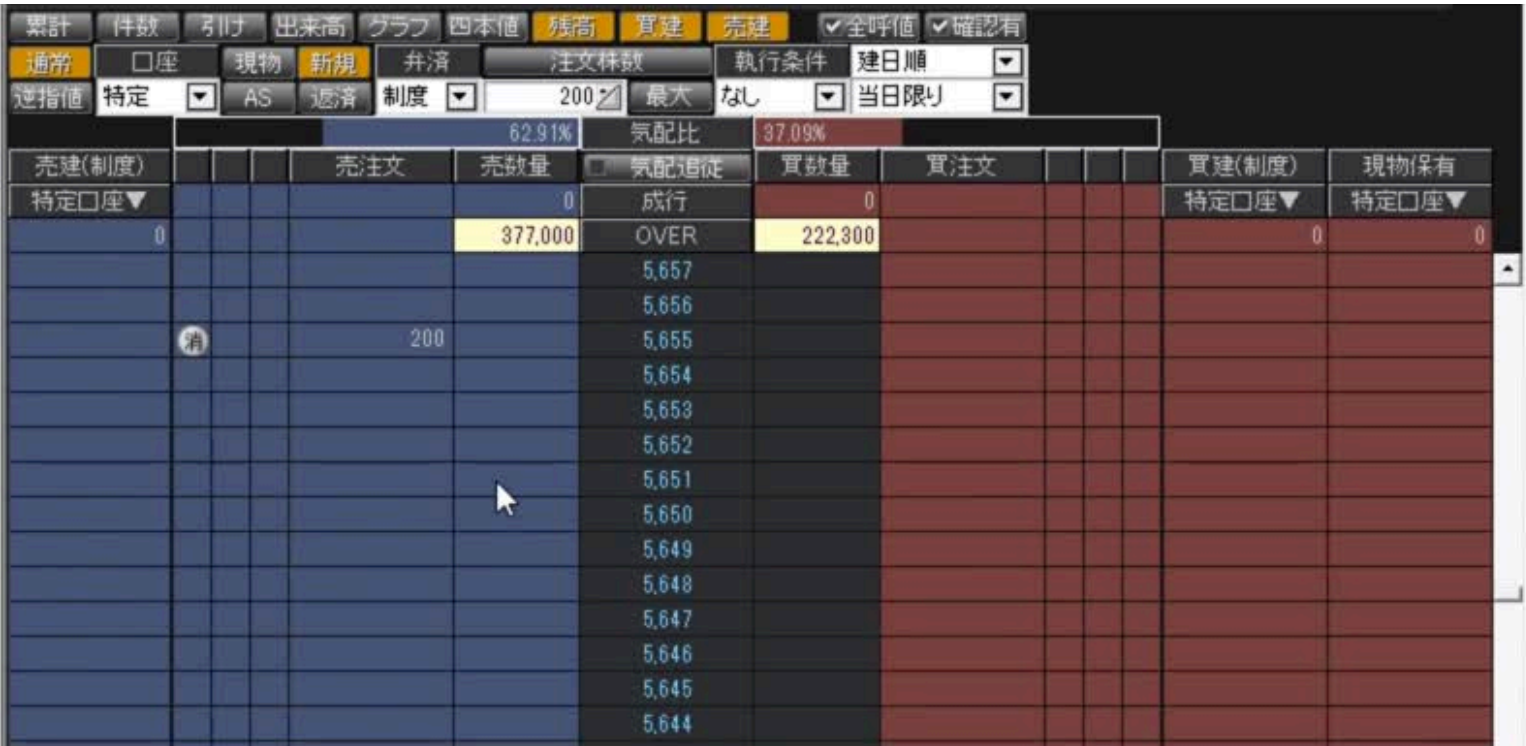 累計 件数 引け 出来高 グラフ 四本値 残高 買建 売建 全呼値 確認有
通常 口座 現物 新規 弁済 注文株数 執行条件 建日順
逆指値 特定 AS 返済 制度 200 最大 なし 当日限り
62.91% 気配比 37.09%
売建(制度) 売注文 売数量 気配追従 買数量 買注文 買建(制度) 現物保有
特定口座▼ 0 成行 0 特定口座▼ 特定口座▼
0 377,000 OVER 222,300 0 0
5,657
5,656
消 200 5,655
5,654
5,653
5,652
5,651
5,650
5,649
5,648
5,647
5,646
5,645
5,644